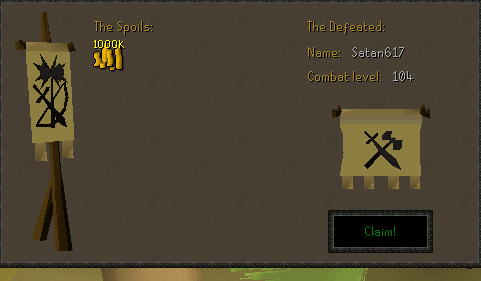 The Spoils:
1000K
The Defeated:
Name: Satan617
Combat level: 104
Claim!